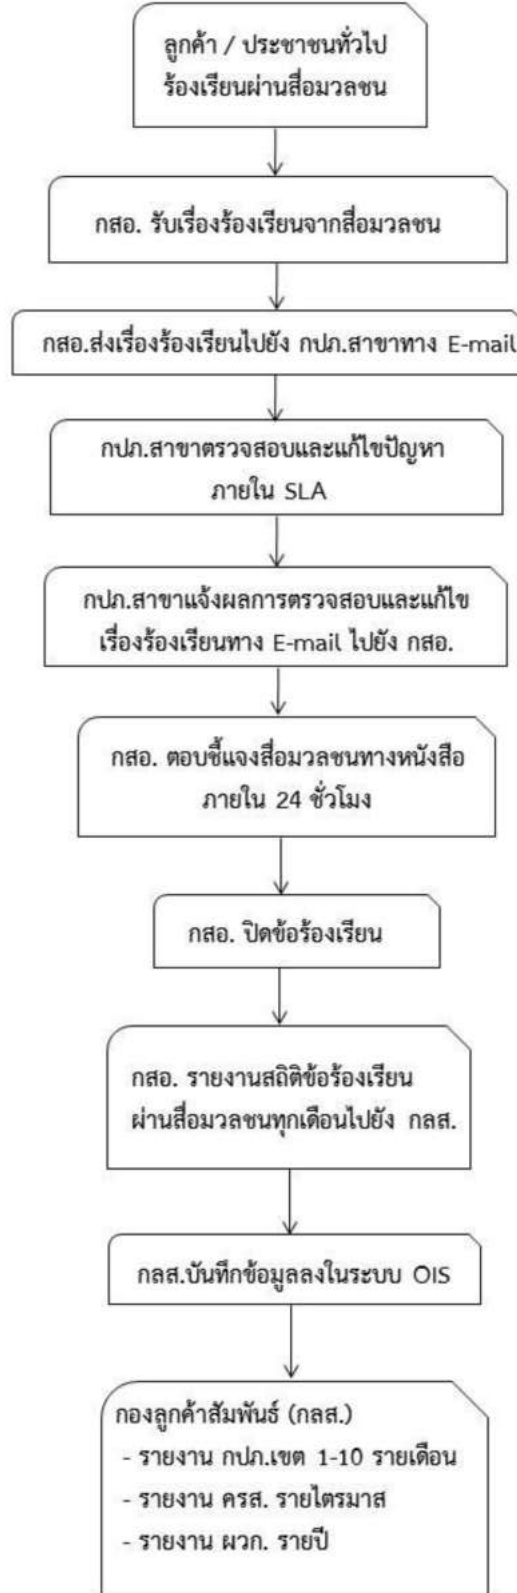 ลูกค้า / ประชาชนทั่วไป
ร้องเรียนผ่านสื่อมวลชน
กสอ. รับเรื่องร้องเรียนจากสื่อมวลชน
กสอ.ส่งเรื่องร้องเรียนไปยัง กปภ.สาขาทาง E-mail
กปภ.สาขาตรวจสอบและแก้ไขปัญหา
ภายใน SLA
กปภ.สาขาแจ้งผลการตรวจสอบและแก้ไข
เรื่องร้องเรียนทาง E-mail ไปยัง กสอ.
กสอ. ตอบชี้แจงสื่อมวลชนทางหนังสือ
ภายใน 24 ชั่วโมง
กสอ. ปิดข้อร้องเรียน
กสอ. รายงานสถิติข้อร้องเรียน
ผ่านสื่อมวลชนทุกเดือนไปยัง กลส.
กลส.บันทึกข้อมูลลงในระบบ OIS
กองลูกค้าสัมพันธ์ (กลส.)
- รายงาน กปภ.เขต 1-10 รายเดือน
- รายงาน ครส. รายไตรมาส
- รายงาน ผวก. รายปี